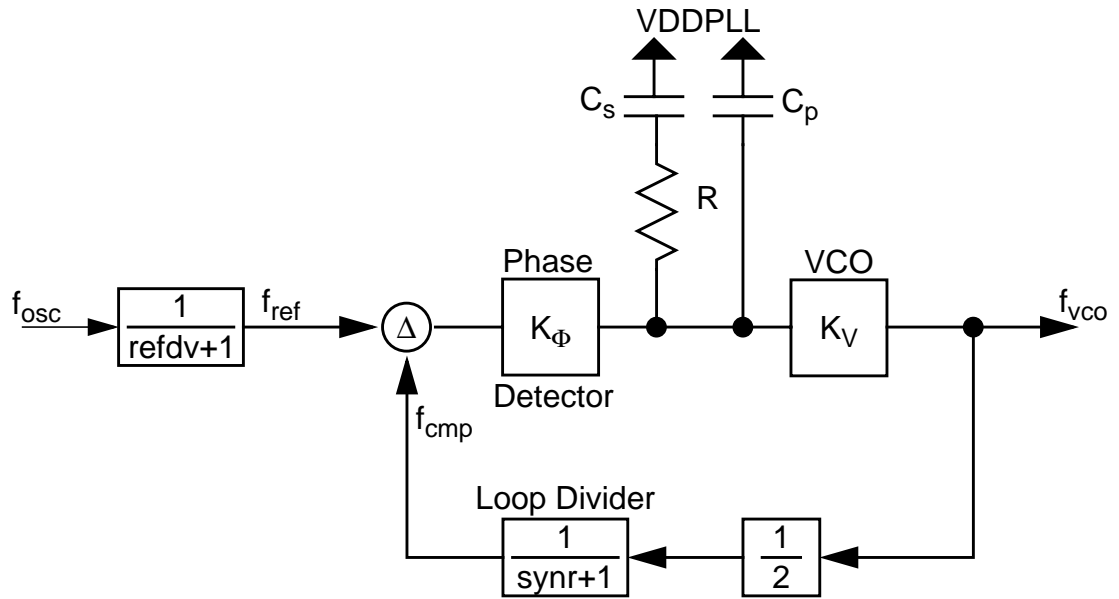 VDDPLL
Cs
Cp
R
Phase
VCO
fosc
1
refdv+1
fref
Δ
KΦ
KV
fvco
Detector
fcmp
Loop Divider
1
synr+1
1
2